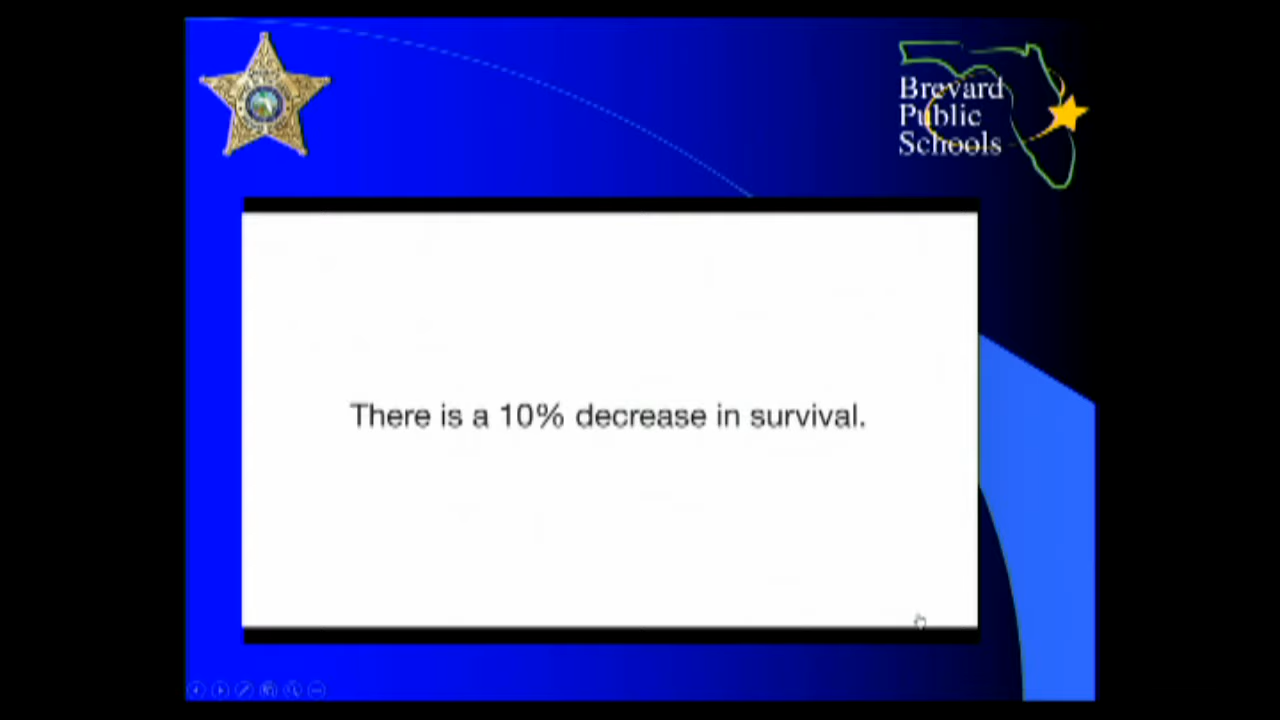 Brevard
Public
Schools
There is a 10% decrease in survival.